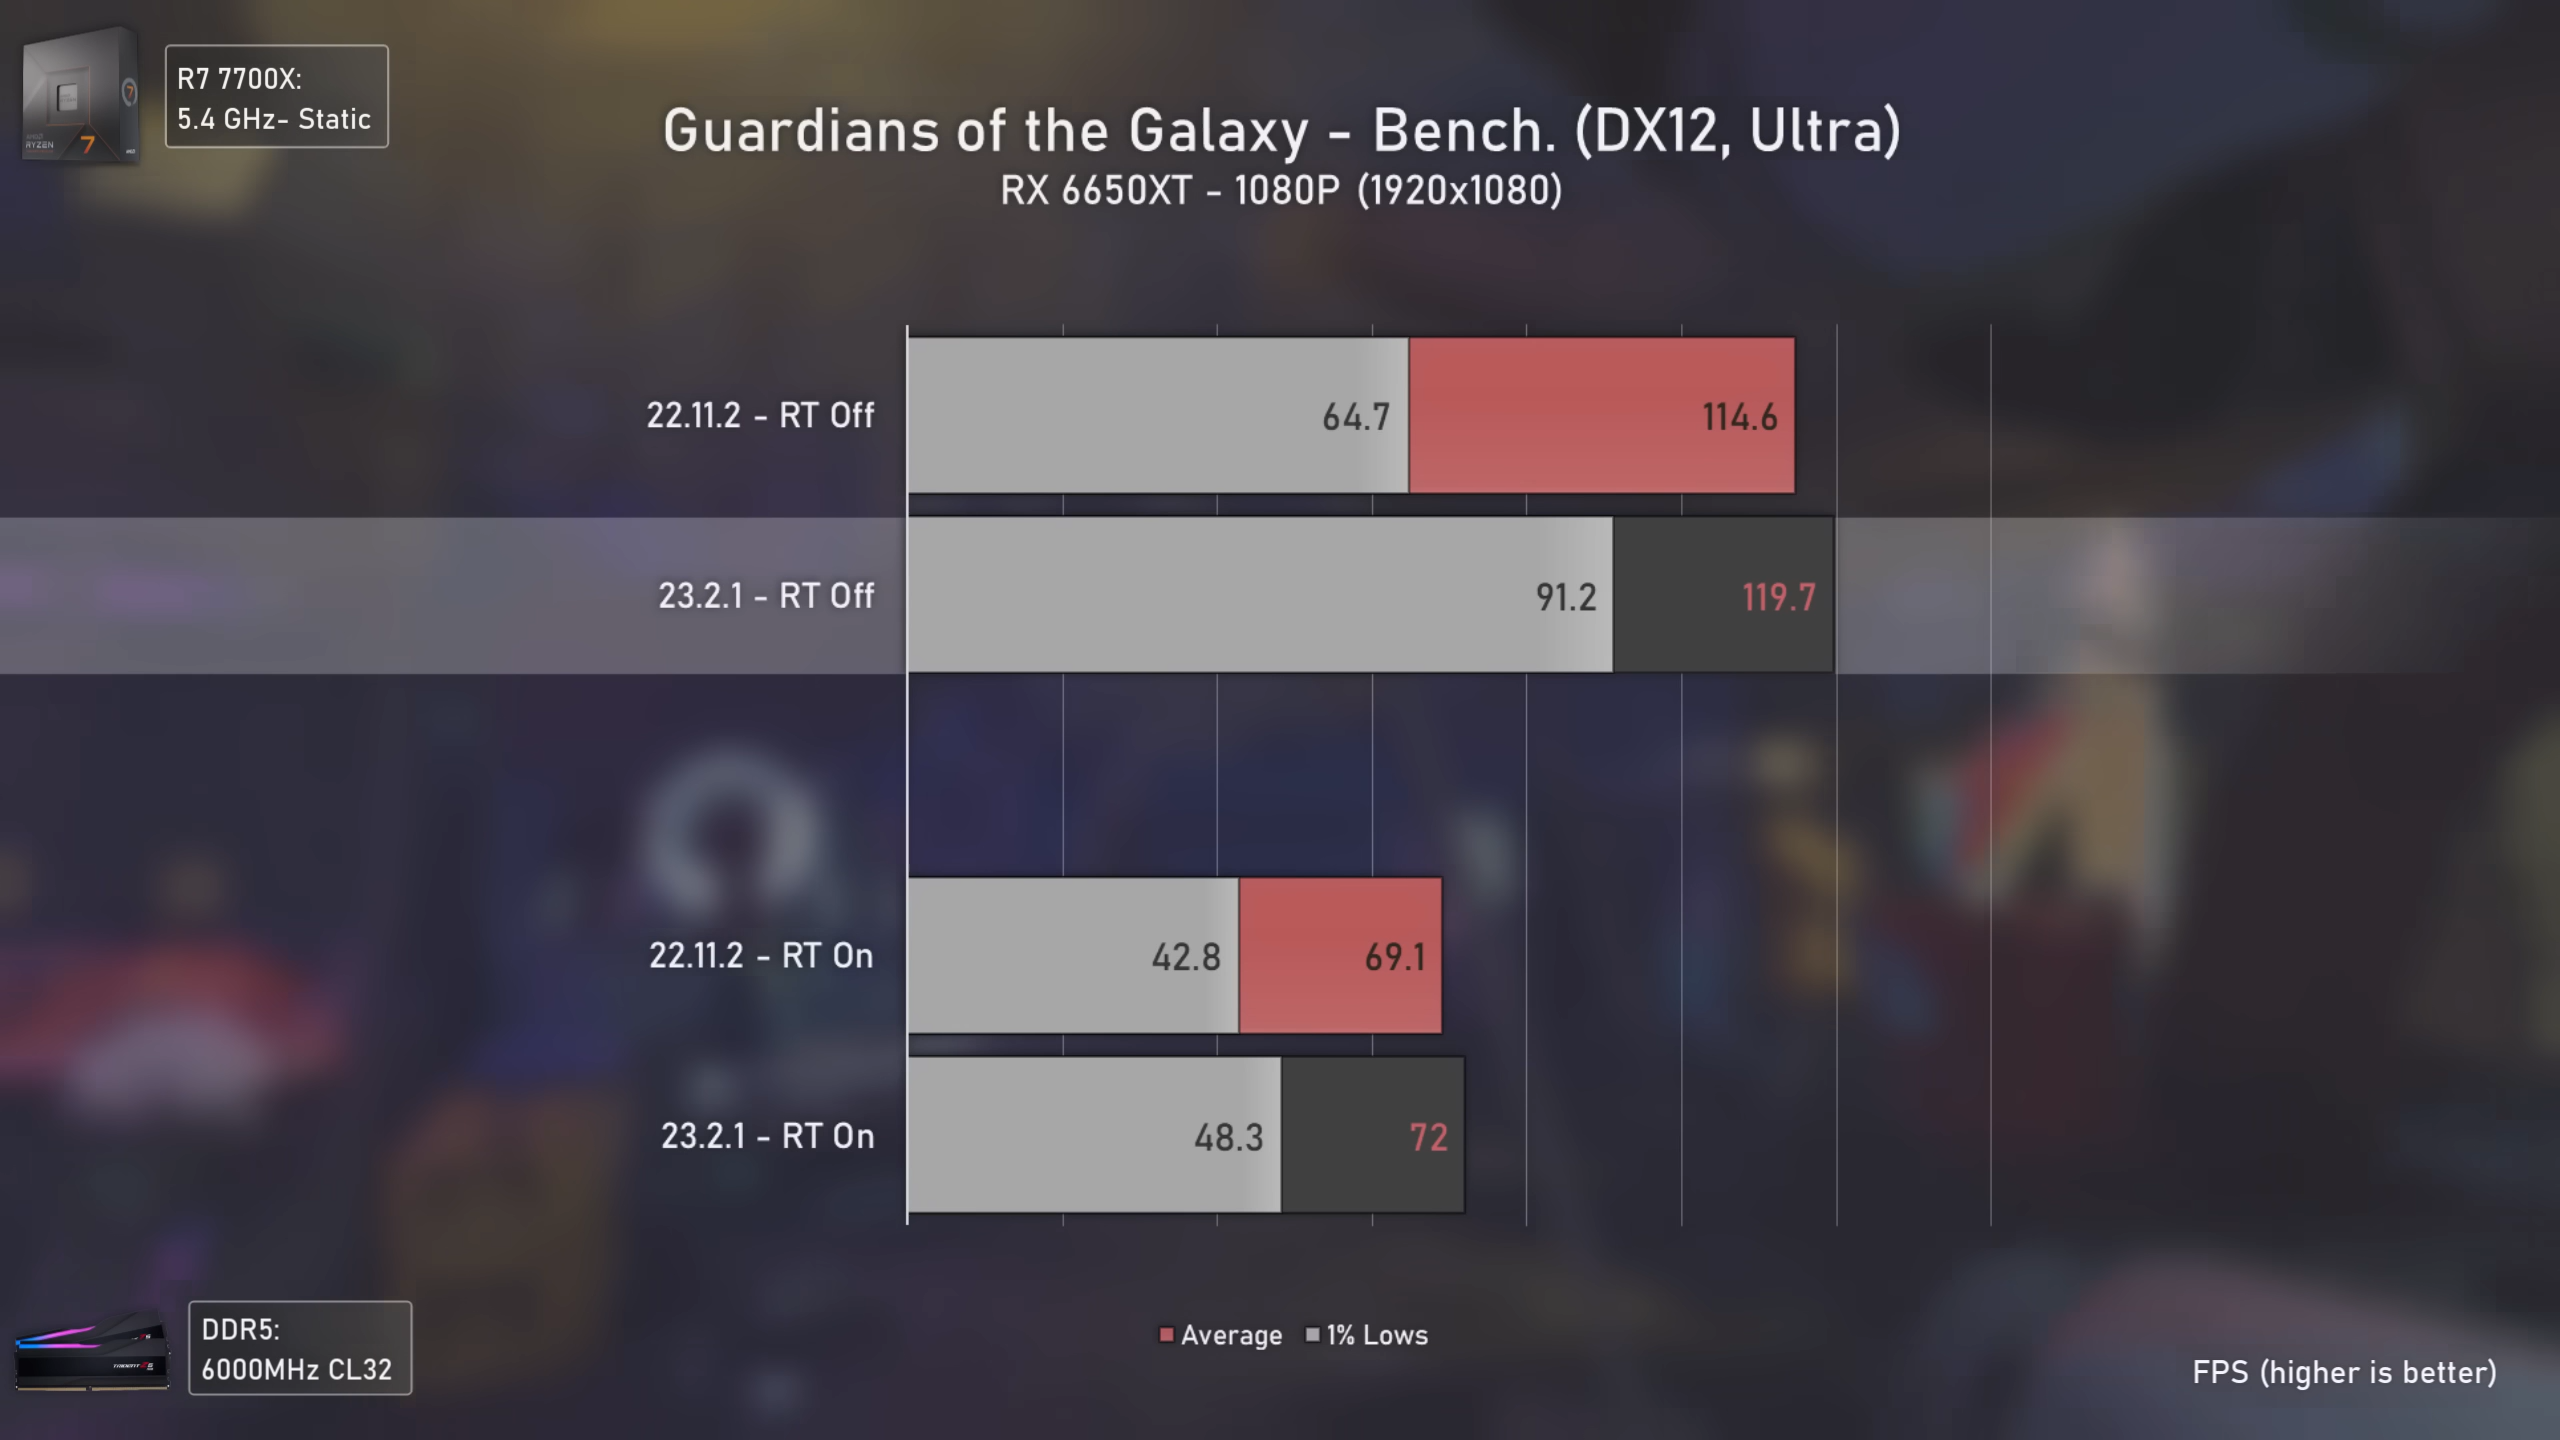 R7 7700X:
5.4 GHz- Static
RYZEN
7
7
Guardians of the Galaxy - Bench. (DX12, Ultra)
RX 6650XT - 1080P (1920x1080)
22.11.2 - RT Off
64.7
114.6
23.2.1 - RT Off
91.2
119.7
22.11.2 - RT On
42.8
69.1
23.2.1 - RT On
48.3
72
Average
1% Lows
DDR5:
6000MHz CL32
FPS (higher is better)